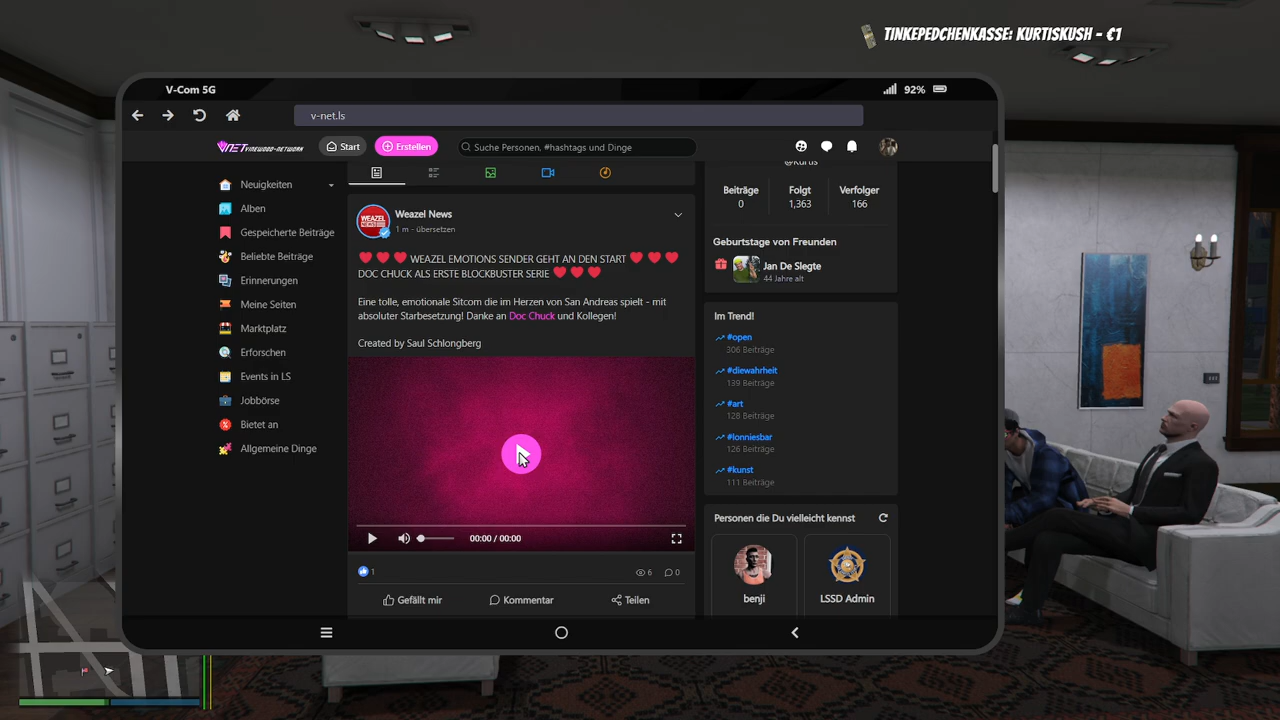 TINKEPEDCHENKASSE: KURTISKUSH - €1
V-Com 5G
92%
v-net.ls
VNET VINEWOOD-NETWORK
Start
Erstellen
Suche Personen, #hashtags und Dinge
Neuigkeiten
Alben
Gespeicherte Beiträge
Beliebte Beiträge
Erinnerungen
Meine Seiten
Marktplatz
Erforschen
Events in LS
Jobbörse
Bietet an
Allgemeine Dinge
WEAZEL NEWS
Weazel News
1 m - übersetzen
WEAZEL EMOTIONS SENDER GEHT AN DEN START
DOC CHUCK ALS ERSTE BLOCKBUSTER SERIE
Eine tolle, emotionale Sitcom die im Herzen von San Andreas spielt - mit
absoluter Starbesetzung! Danke an Doc Chuck und Kollegen!
Created by Saul Schlongberg
00:00 / 00:00
1
6
0
Gefällt mir
Kommentar
Teilen
@Kurtis
Beiträge
0
Folgt
1,363
Verfolger
166
Geburtstage von Freunden
Jan De Slegte
44 Jahre alt
Im Trend!
#open
306 Beiträge
#diewahrheit
139 Beiträge
#art
128 Beiträge
#lonniesbar
126 Beiträge
#kunst
111 Beiträge
Personen die Du vielleicht kennst
benji
LSSD Admin